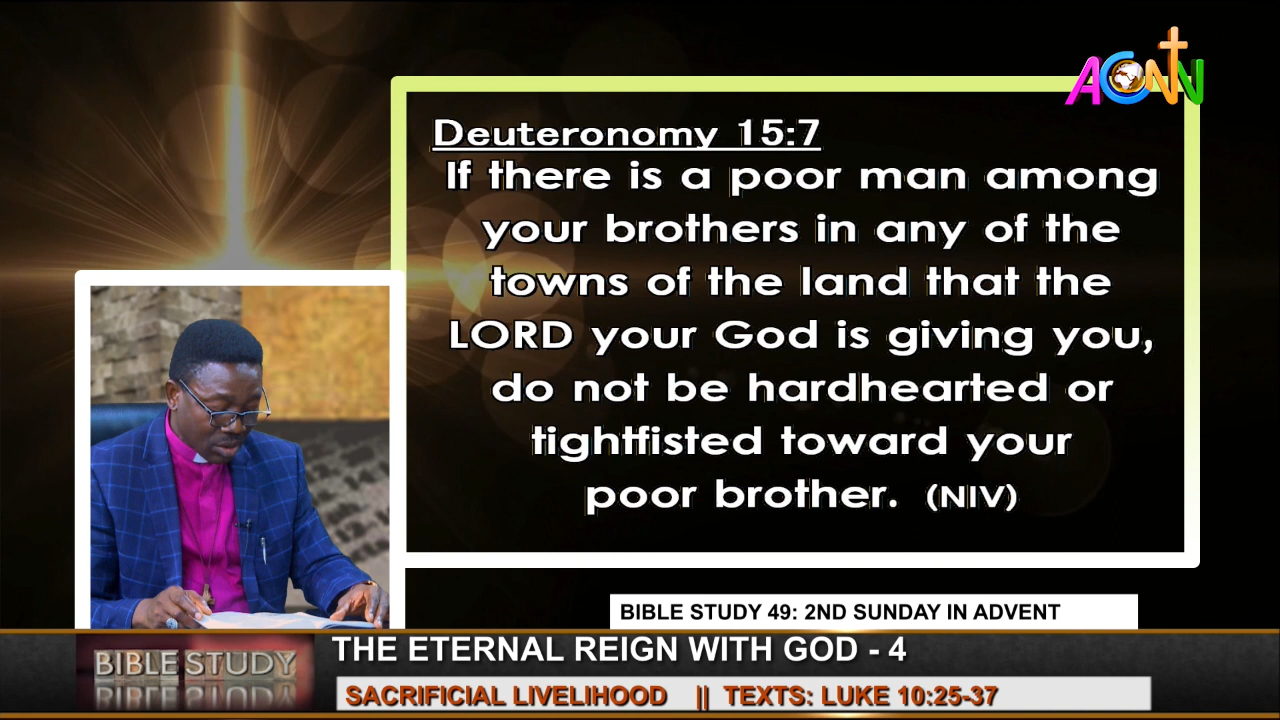 ACNN
Deuteronomy 15:7
If there is a poor man among
your brothers in any of the
towns of the land that the
LORD your God is giving you,
do not be hardhearted or
tightfisted toward your
poor brother. (NIV)
BIBLE STUDY 49: 2ND SUNDAY IN ADVENT
THE ETERNAL REIGN WITH GOD - 4
BIBLE STUDY
SACRIFICIAL LIVELIHOOD || TEXTS: LUKE 10:25-37